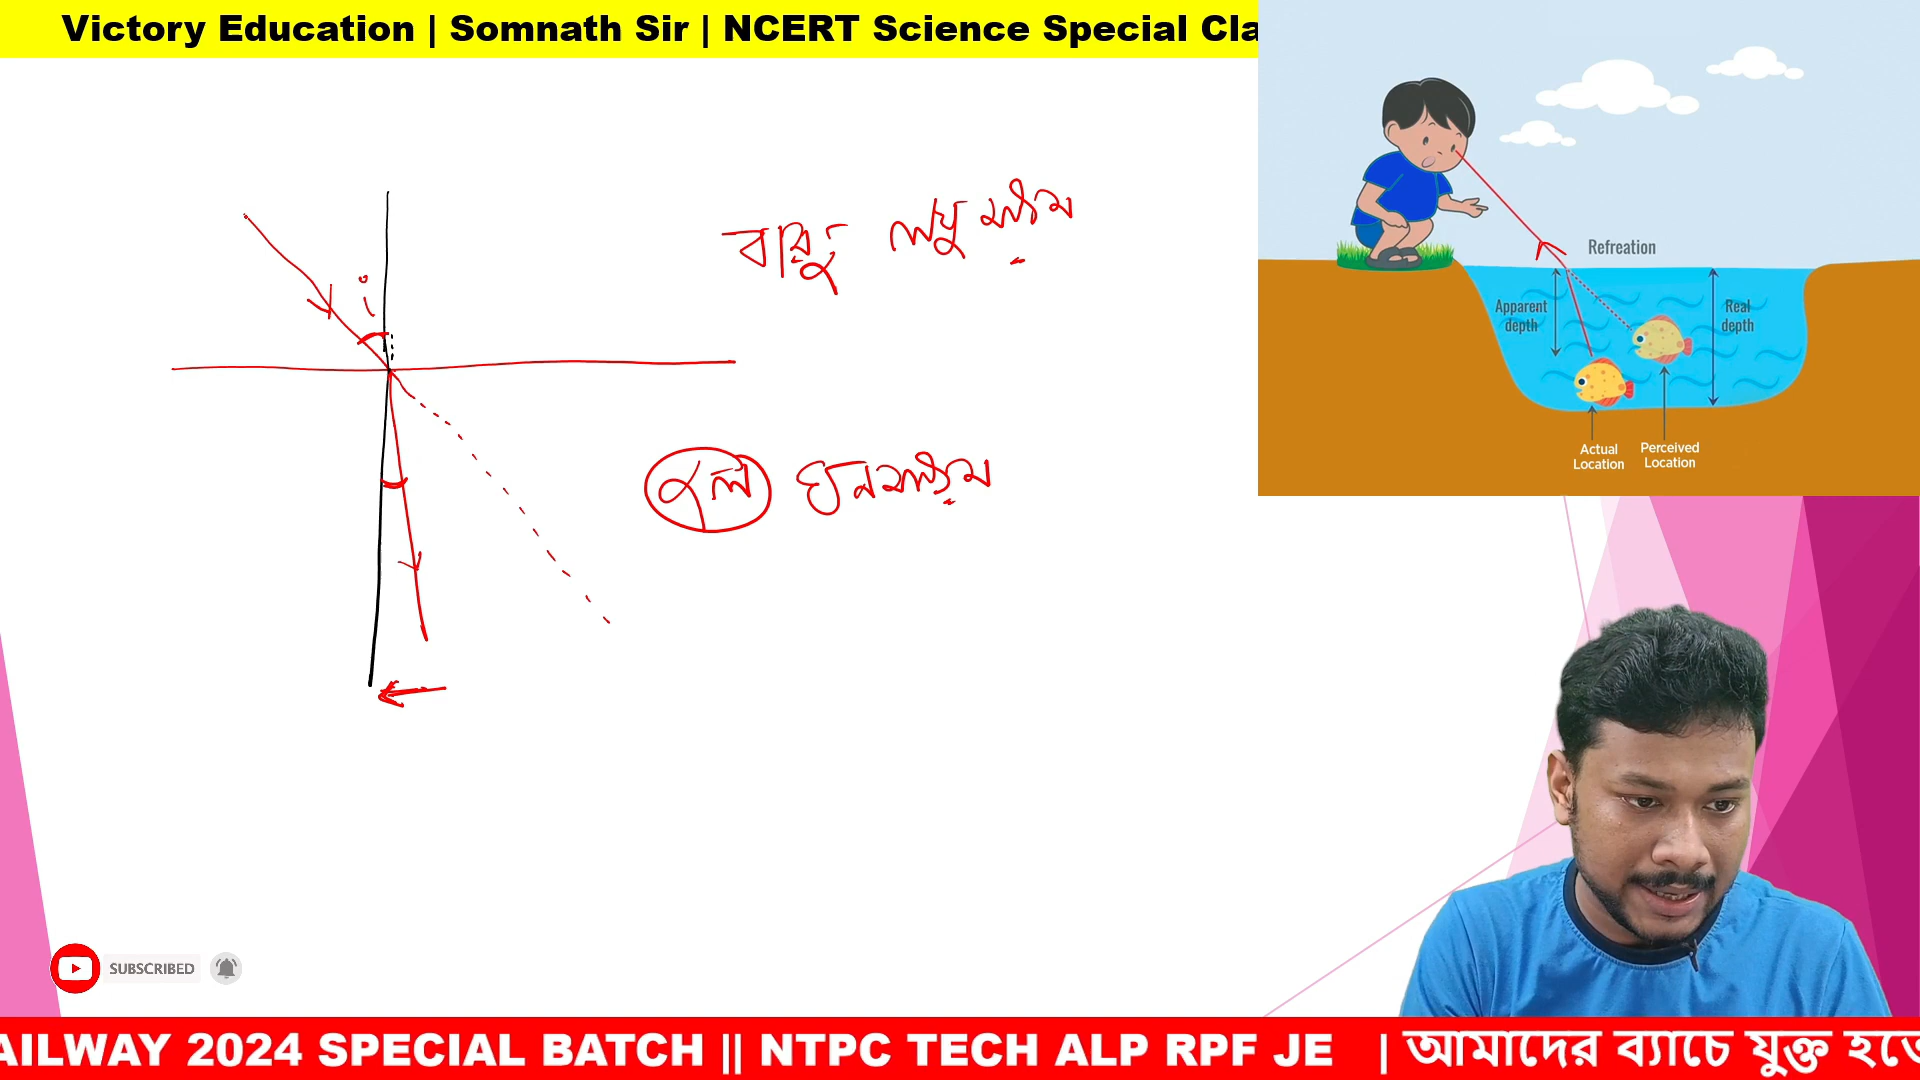 Victory Education | Somnath Sir | NCERT Science Special Cla
Refreation
Apparent
depth
Real
depth
Actual
Location
Perceived
Location
i
বায়ু লঘু মাধ্যম
জল ঘনমাধ্যম
SUBSCRIBED
AILWAY 2024 SPECIAL BATCH || NTPC TECH ALP RPF JE | আমাদের ব্যাচে যুক্ত হতে